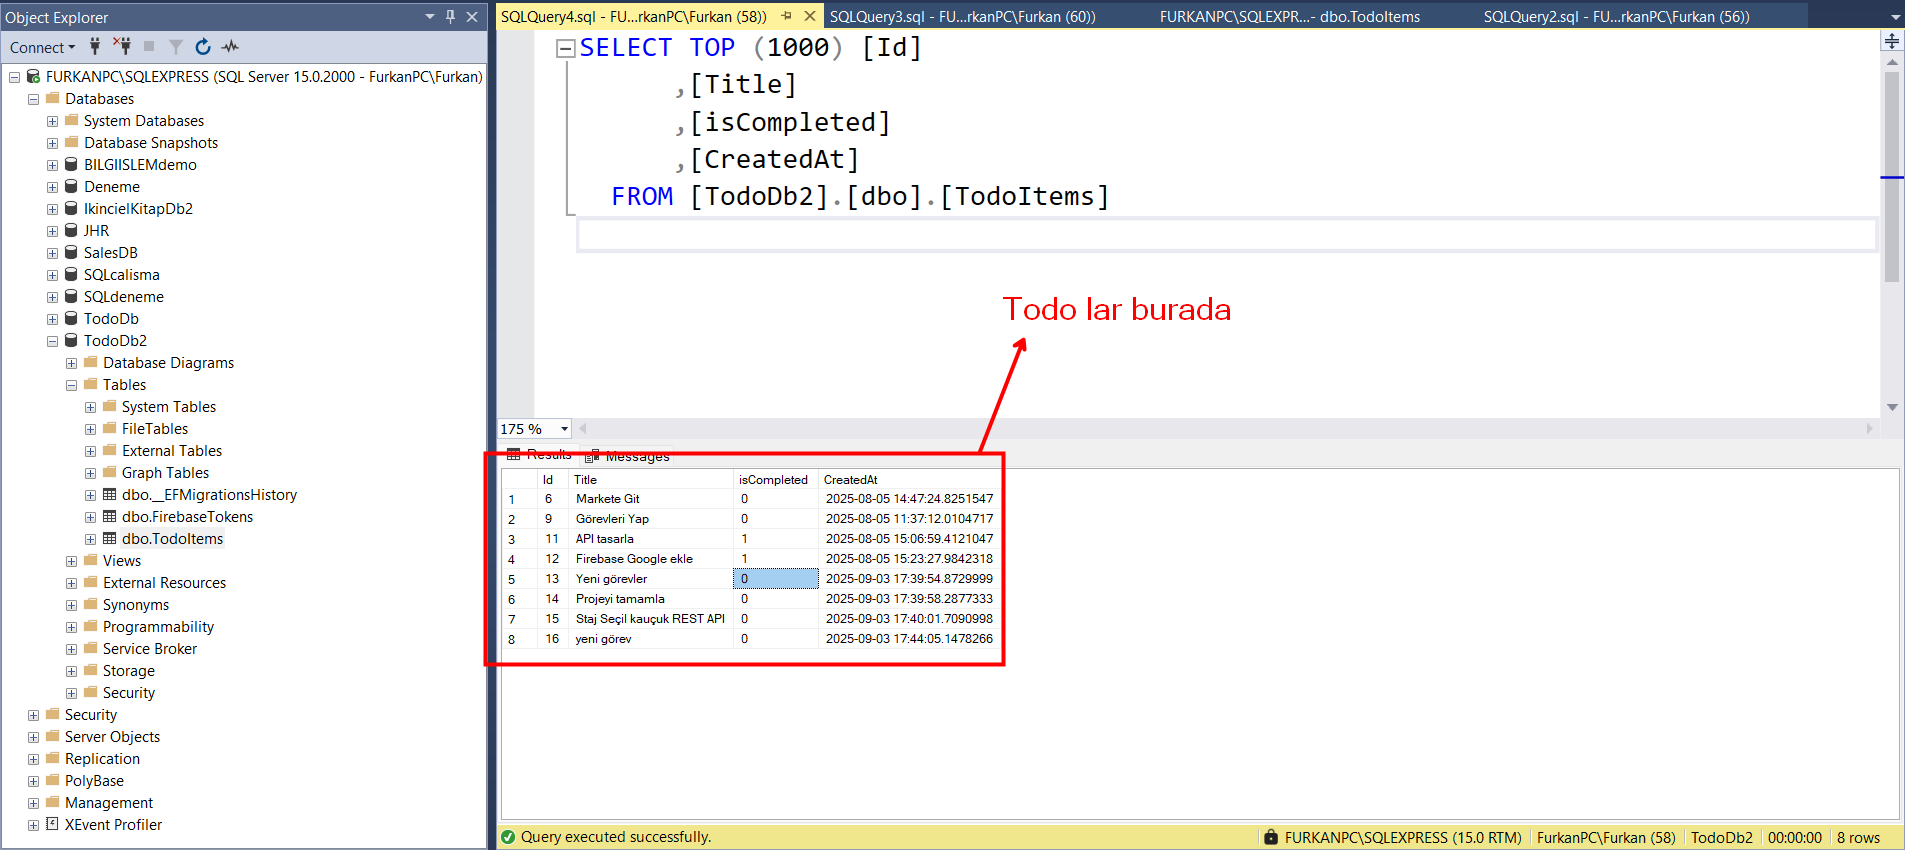 Object Explorer
Connect
FURKANPC\SQLEXPRESS (SQL Server 15.0.2000 - FurkanPC\Furkan)
Databases
System Databases
Database Snapshots
BILGIISLEMdemo
Deneme
IkincielKitapDb2
JHR
SalesDB
SQLcalisma
SQLdeneme
TodoDb
TodoDb2
Database Diagrams
Tables
System Tables
FileTables
External Tables
Graph Tables
dbo.__EFMigrationsHistory
dbo.FirebaseTokens
dbo.TodoItems
Views
External Resources
Synonyms
Programmability
Service Broker
Storage
Security
Security
Server Objects
Replication
PolyBase
Management
XEvent Profiler
SQLQuery4.sql - FU...rkanPC\Furkan (58)) SQLQuery3.sql - FU...rkanPC\Furkan (60)) FURKANPC\SQLEXPR...- dbo.TodoItems SQLQuery2.sql - FU...rkanPC\Furkan (56))
SELECT TOP (1000) [Id]
,[Title]
,[isCompleted]
,[CreatedAt]
FROM [TodoDb2].[dbo].[TodoItems]
Todo lar burada
175 %
Results Messages
Id Title isCompleted CreatedAt
1 6 Markete Git 0 2025-08-05 14:47:24.8251547
2 9 Görevleri Yap 0 2025-08-05 11:37:12.0104717
3 11 API tasarla 1 2025-08-05 15:06:59.4121047
4 12 Firebase Google ekle 1 2025-08-05 15:23:27.9842318
5 13 Yeni görevler 0 2025-09-03 17:39:54.8729999
6 14 Projeyi tamamla 0 2025-09-03 17:39:58.2877333
7 15 Staj Seçil kauçuk REST API 0 2025-09-03 17:40:01.7090998
8 16 yeni görev 0 2025-09-03 17:44:05.1478266
Query executed successfully. FURKANPC\SQLEXPRESS (15.0 RTM) FurkanPC\Furkan (58) TodoDb2 00:00:00 8 rows